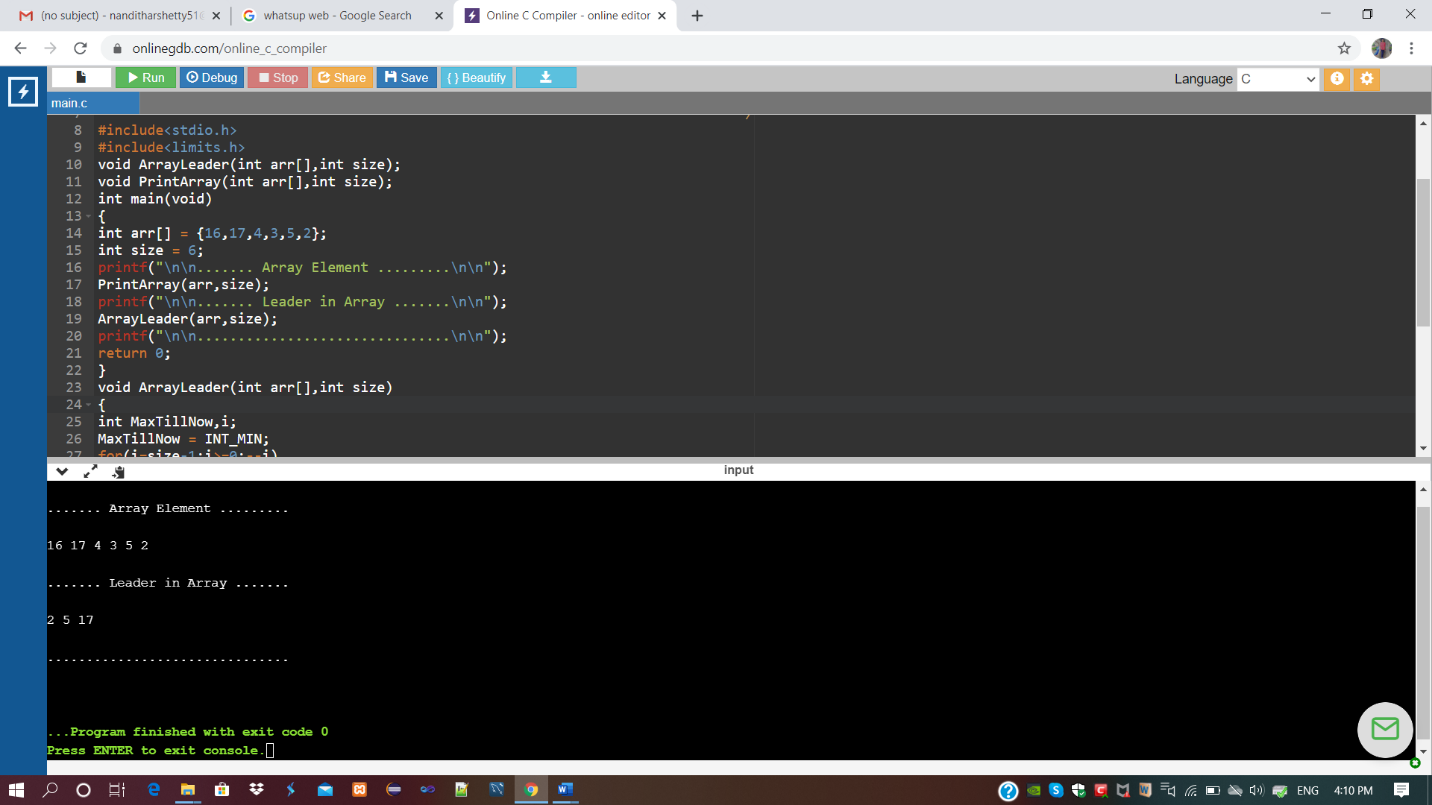 (no subject) - nanditharshetty518
whatsup web - Google Search
Online C Compiler - online editor
onlinegdb.com/online_c_compiler
Run Debug Stop Share Save { } Beautify
Language C
main.c
8 #include<stdio.h>
9 #include<limits.h>
10 void ArrayLeader(int arr[],int size);
11 void PrintArray(int arr[],int size);
12 int main(void)
13 {
14 int arr[] = {16,17,4,3,5,2};
15 int size = 6;
16 printf("\n\n....... Array Element .........\n\n");
17 PrintArray(arr,size);
18 printf("\n\n....... Leader in Array .......\n\n");
19 ArrayLeader(arr,size);
20 printf("\n\n...............................\n\n");
21 return 0;
22 }
23 void ArrayLeader(int arr[],int size)
24 {
25 int MaxTillNow,i;
26 MaxTillNow = INT_MIN;
27 for(i=size-1;i>=0;--i)
input
....... Array Element .........
16 17 4 3 5 2
....... Leader in Array .......
2 5 17
...............................
...Program finished with exit code 0
Press ENTER to exit console.
ENG 4:10 PM